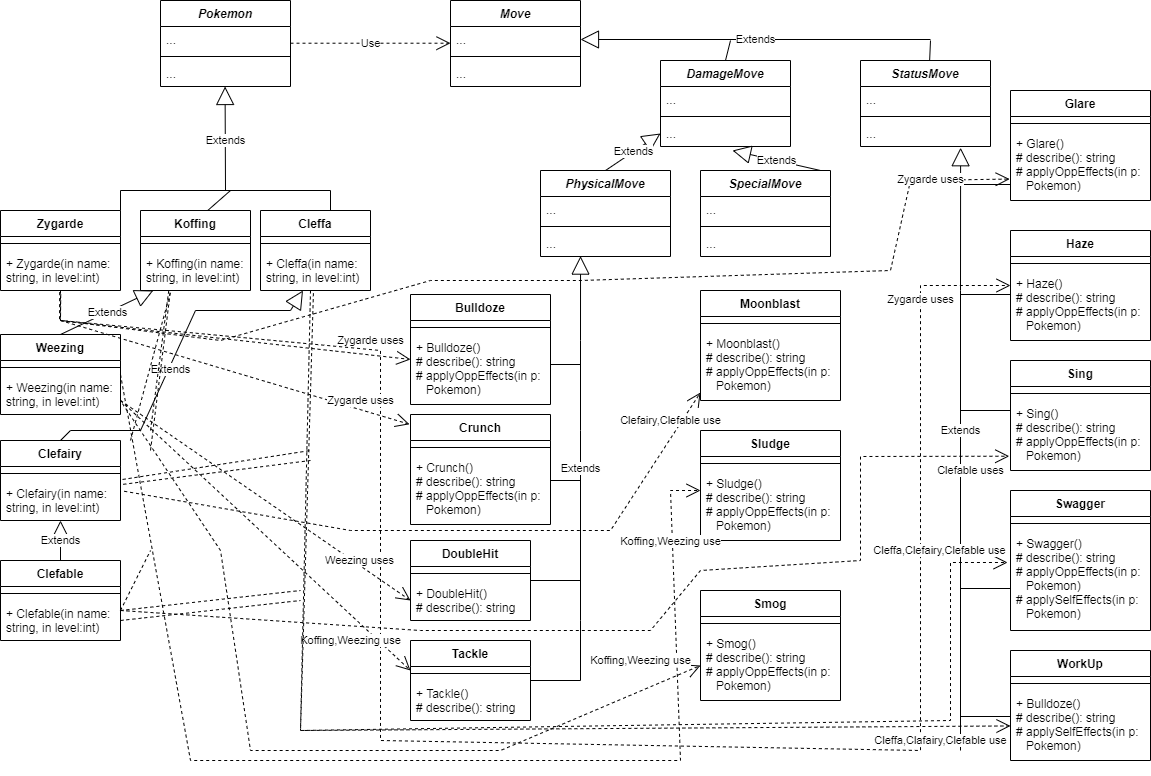 Pokemon
...
...
Use
Move
...
...
Extends
DamageMove
...
...
StatusMove
...
...
Extends
Extends
Extends
PhysicalMove
...
...
SpecialMove
...
...
Glare
+ Glare()
# describe(): string
# applyOppEffects(in p:
Pokemon)
Zygarde uses
Zygarde
+ Zygarde(in name:
string, in level:int)
Koffing
+ Koffing(in name:
string, in level:int)
Cleffa
+ Cleffa(in name:
string, in level:int)
Haze
+ Haze()
# describe(): string
# applyOppEffects(in p:
Pokemon)
Zygarde uses
Extends
Weezing
+ Weezing(in name:
string, in level:int)
Extends
Bulldoze
+ Bulldoze()
# describe(): string
# applyOppEffects(in p:
Pokemon)
Zygarde uses
Moonblast
+ Moonblast()
# describe(): string
# applyOppEffects(in p:
Pokemon)
Clefairy,Clefable use
Sing
+ Sing()
# describe(): string
# applyOppEffects(in p:
Pokemon)
Extends
Clefable uses
Zygarde uses
Crunch
+ Crunch()
# describe(): string
# applyOppEffects(in p:
Pokemon)
Extends
Clefairy
+ Clefairy(in name:
string, in level:int)
Extends
Sludge
+ Sludge()
# describe(): string
# applyOppEffects(in p:
Pokemon)
Koffing,Weezing use
Swagger
+ Swagger()
# describe(): string
# applyOppEffects(in p:
Pokemon)
# applySelfEffects(in p:
Pokemon)
Cleffa,Clefairy,Clefable use
Clefable
+ Clefable(in name:
string, in level:int)
Weezing uses
DoubleHit
+ DoubleHit()
# describe(): string
Koffing,Weezing use
Tackle
+ Tackle()
# describe(): string
Smog
+ Smog()
# describe(): string
# applyOppEffects(in p:
Pokemon)
Koffing,Weezing use
WorkUp
+ Bulldoze()
# describe(): string
# applySelfEffects(in p:
Pokemon)
Cleffa,Clafairy,Clefable use